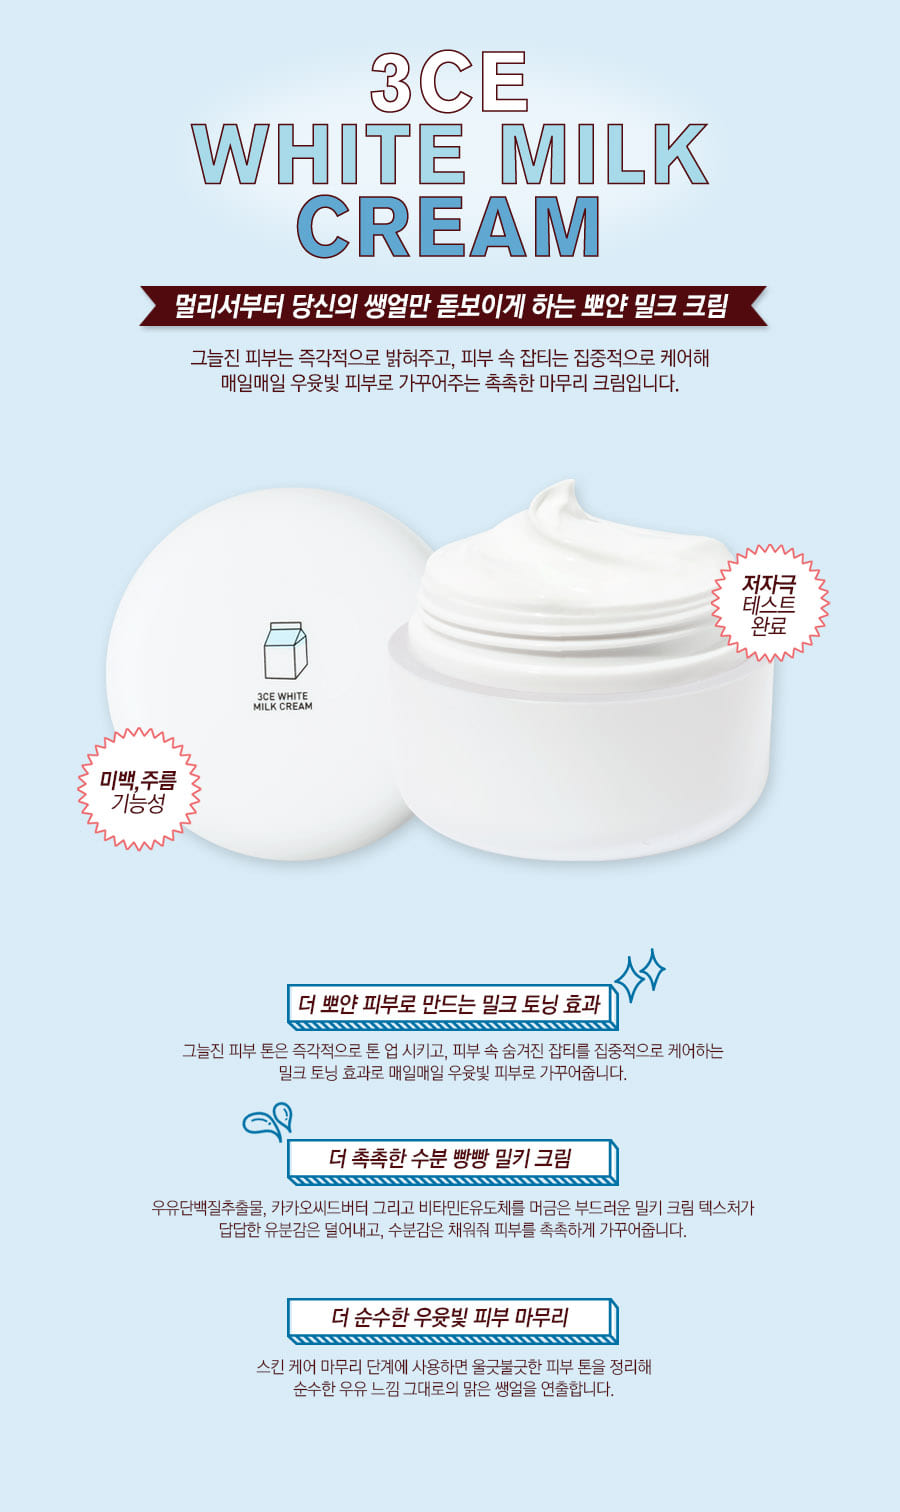 3CE
WHITE MILK
CREAM
멀리서부터 당신의 쌩얼만 돋보이게 하는 뽀얀 밀크 크림
그늘진 피부는 즉각적으로 밝혀주고, 피부 속 잡티는 집중적으로 케어해
매일매일 우윳빛 피부로 가꾸어주는 촉촉한 마무리 크림입니다.
저자극
테스트
완료
3CE WHITE
MILK CREAM
미백,주름
기능성
더 뽀얀 피부로 만드는 밀크 토닝 효과
그늘진 피부 톤은 즉각적으로 톤 업 시키고, 피부 속 숨겨진 잡티를 집중적으로 케어하는
밀크 토닝 효과로 매일매일 우윳빛 피부로 가꾸어줍니다.
더 촉촉한 수분 빵빵 밀키 크림
우유단백질추출물, 카카오씨드버터 그리고 비타민E유도체를 머금은 부드러운 밀키 크림 텍스처가
답답한 유분감은 덜어내고, 수분감은 채워줘 피부를 촉촉하게 가꾸어줍니다.
더 순수한 우윳빛 피부 마무리
스킨 케어 마무리 단계에 사용하면 울긋불긋한 피부 톤을 정리해
순수한 우유 느낌 그대로의 맑은 쌩얼을 연출합니다.